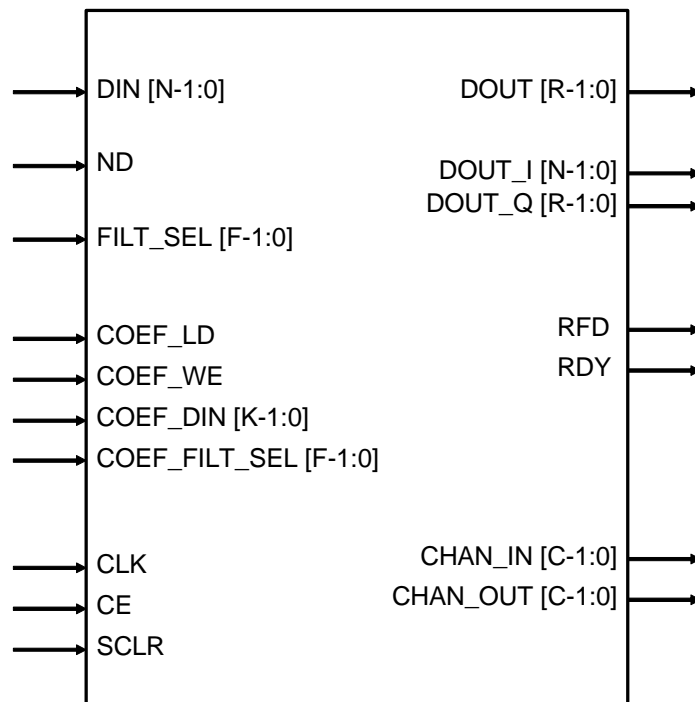 DIN [N-1:0]
ND
FILT_SEL [F-1:0]
COEF_LD
COEF_WE
COEF_DIN [K-1:0]
COEF_FILT_SEL [F-1:0]
CLK
CE
SCLR
DOUT [R-1:0]
DOUT_I [N-1:0]
DOUT_Q [R-1:0]
RFD
RDY
CHAN_IN [C-1:0]
CHAN_OUT [C-1:0]